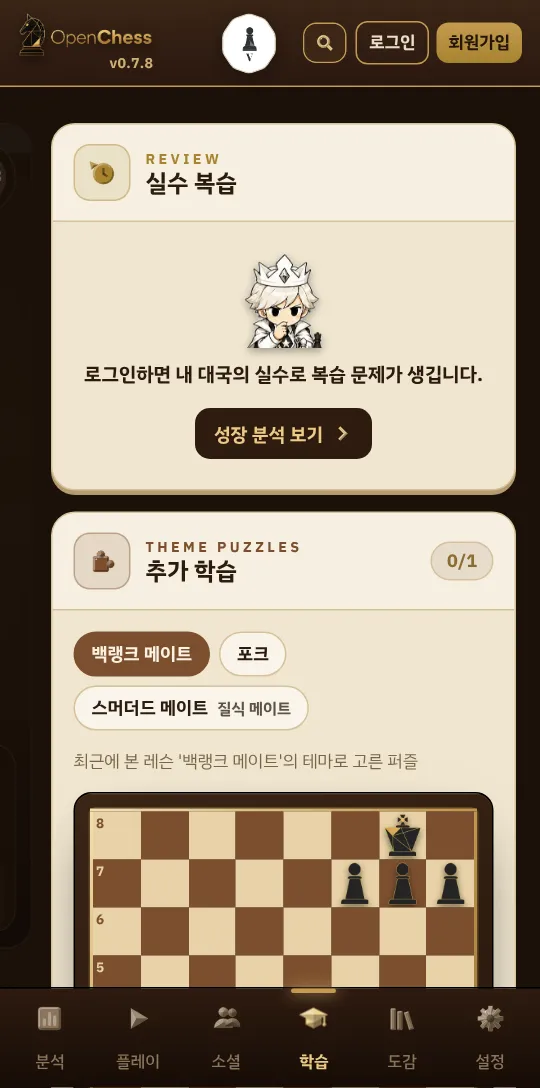 OpenChess
v0.7.8
로그인
회원가입
REVIEW
실수 복습
로그인하면 내 대국의 실수로 복습 문제가 생깁니다.
성장 분석 보기
THEME PUZZLES
추가 학습
0/1
백랭크 메이트
포크
스머더드 메이트 질식 메이트
최근에 본 레슨 '백랭크 메이트'의 테마로 고른 퍼즐
8
7
6
5
분석
플레이
소셜
학습
도감
설정